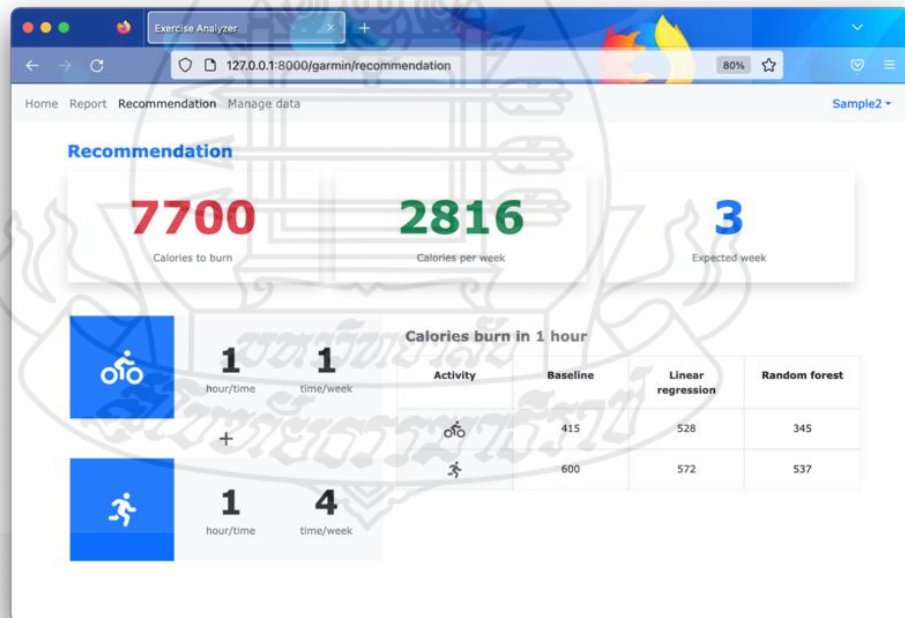 Exercise Analyzer
127.0.0.1:8000/garmin/recommendation
80%
Home Report Recommendation Manage data
Sample2
Recommendation
7700
Calories to burn
2816
Calories per week
3
Expected week
1
hour/time
1
time/week
+
1
hour/time
4
time/week
Calories burn in 1 hour
Activity Baseline Linear regression Random forest
415 528 345
600 572 537